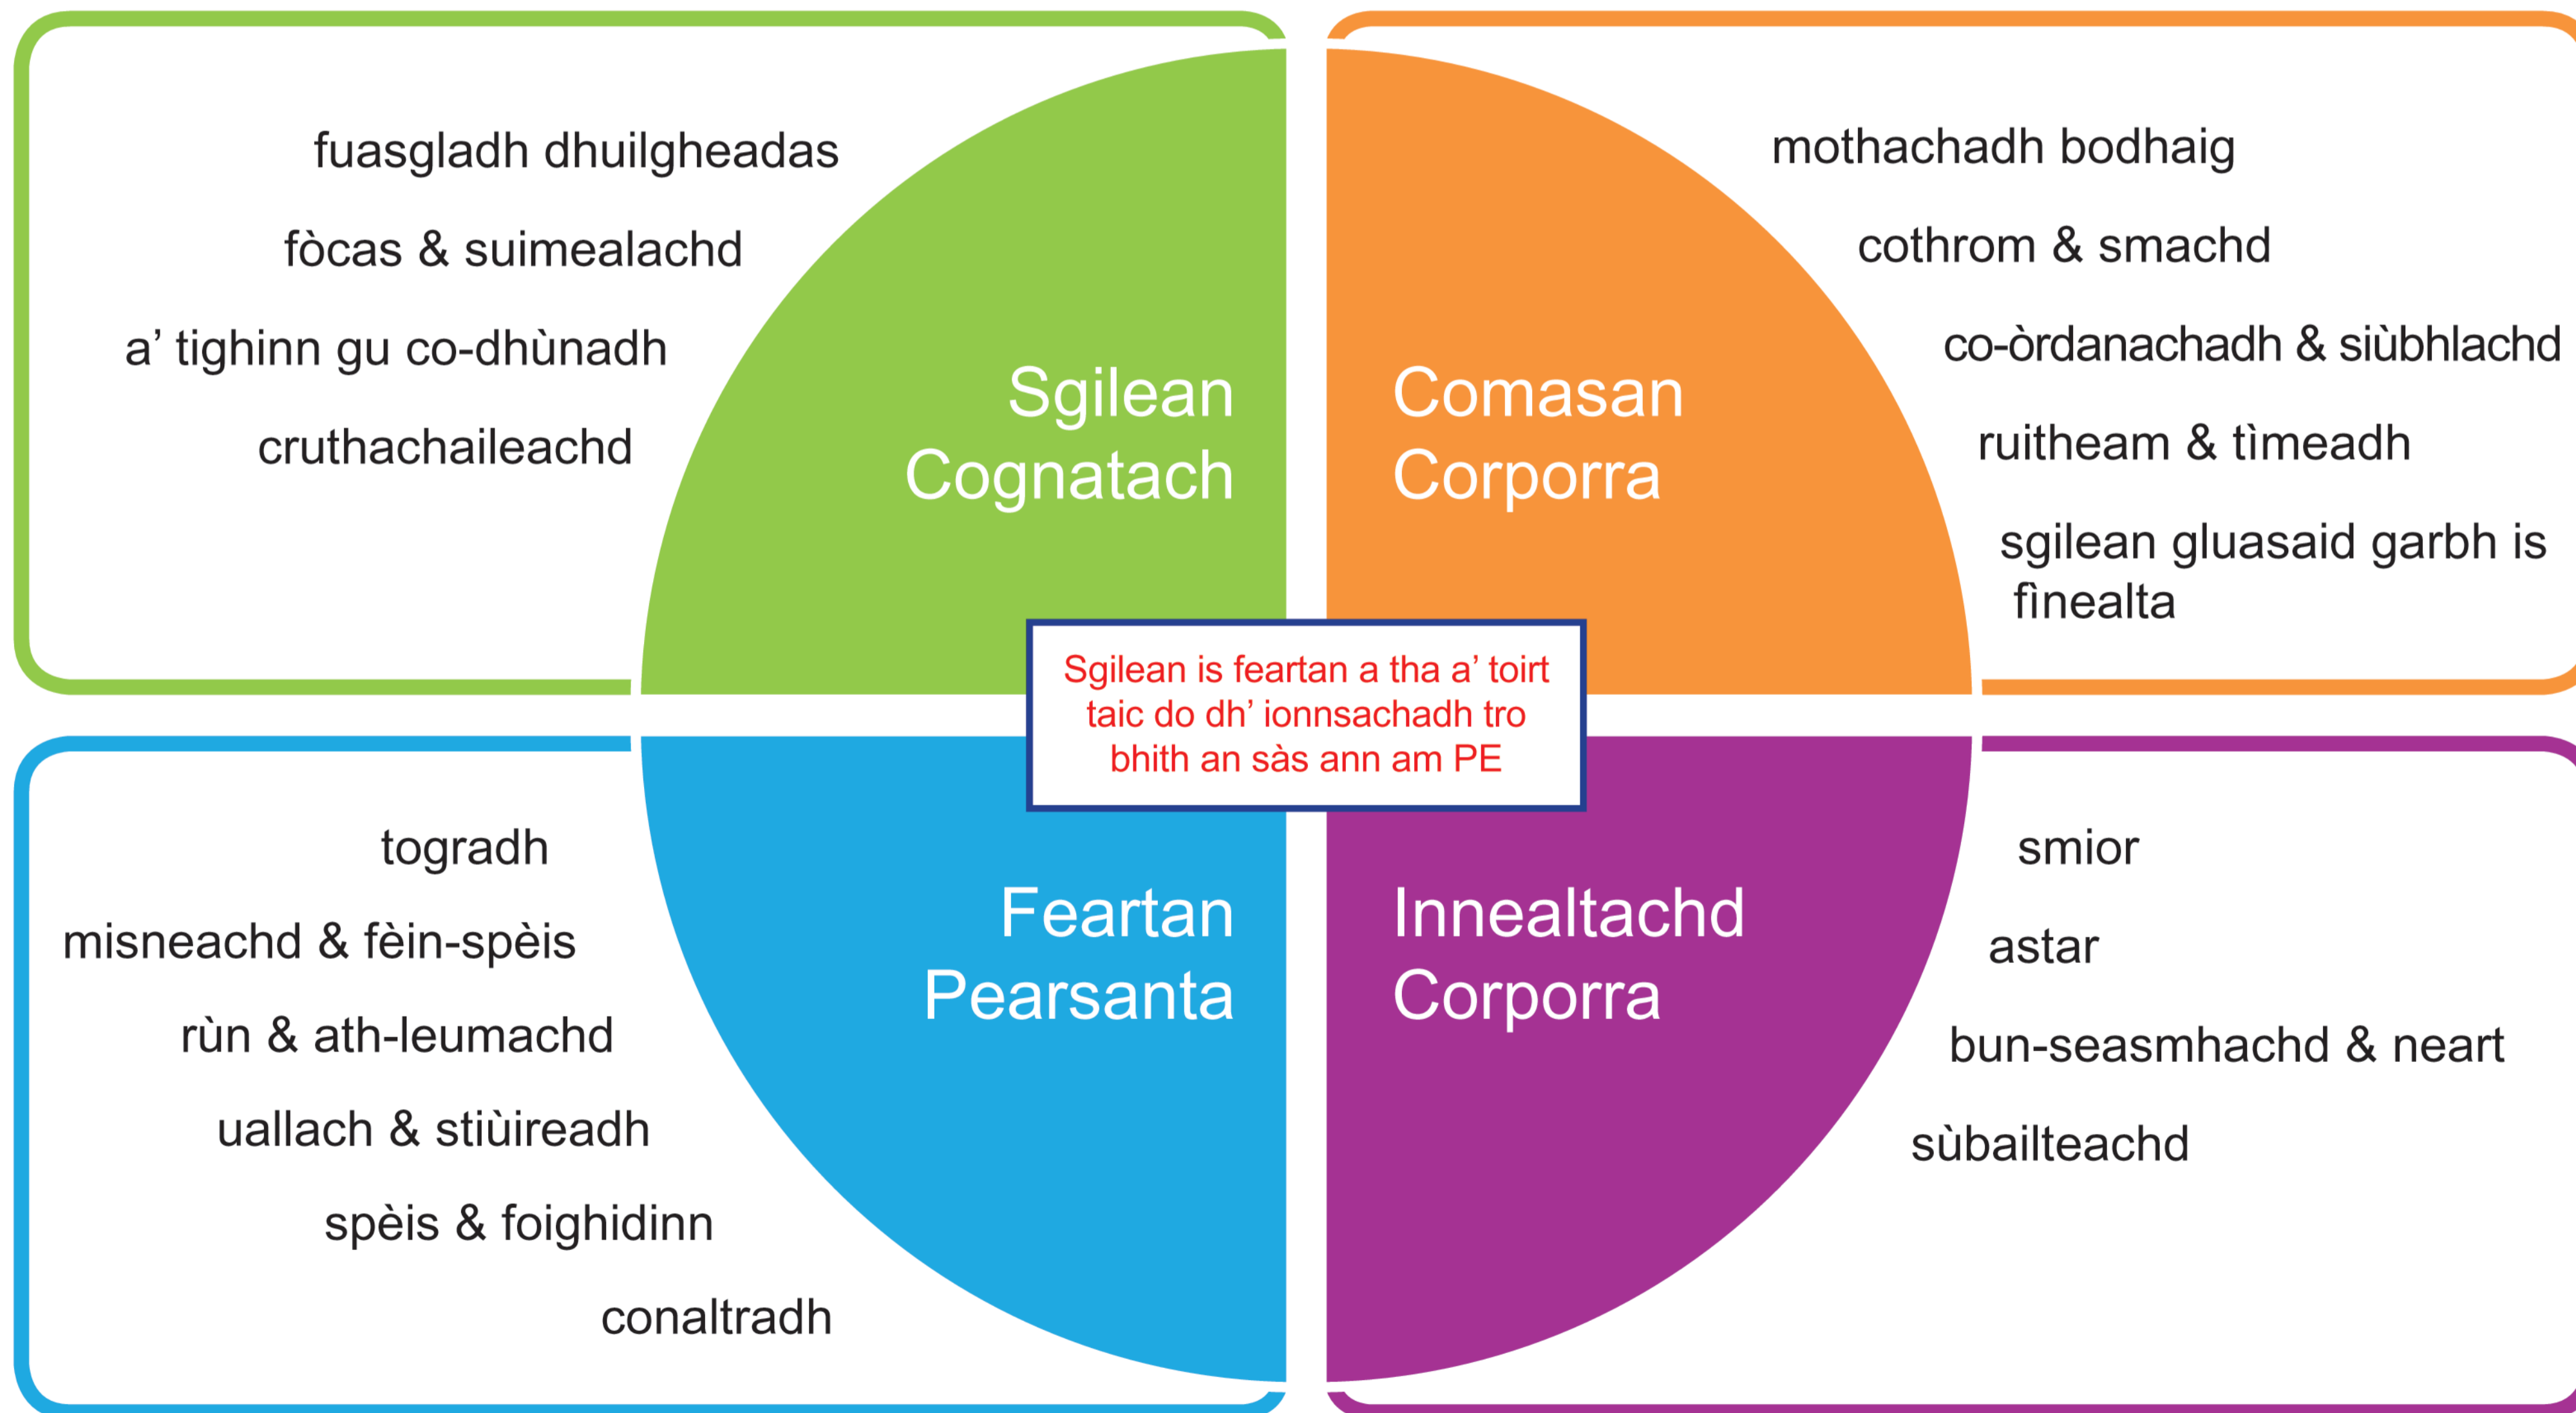 fuasgladh dhuilgheadas
fòcas & suimealachd
a’ tighinn gu co-dhùnadh
cruthachaileachd
Sgilean
Cognatach
Comasan
Corporra
mothachadh bodhaig
cothrom & smachd
co-òrdanachadh & siùbhlachd
ruitheam & tìmeadh
sgilean gluasaid garbh is
fìnealta
Sgilean is feartan a tha a’ toirt
taic do dh’ ionnsachadh tro
bhith an sàs ann am PE
togradh
misneachd & fèin-spèis
rùn & ath-leumachd
uallach & stiùireadh
spèis & foighidinn
conaltradh
Feartan
Pearsanta
Innealtachd
Corporra
smior
astar
bun-seasmhachd & neart
sùbailteachd